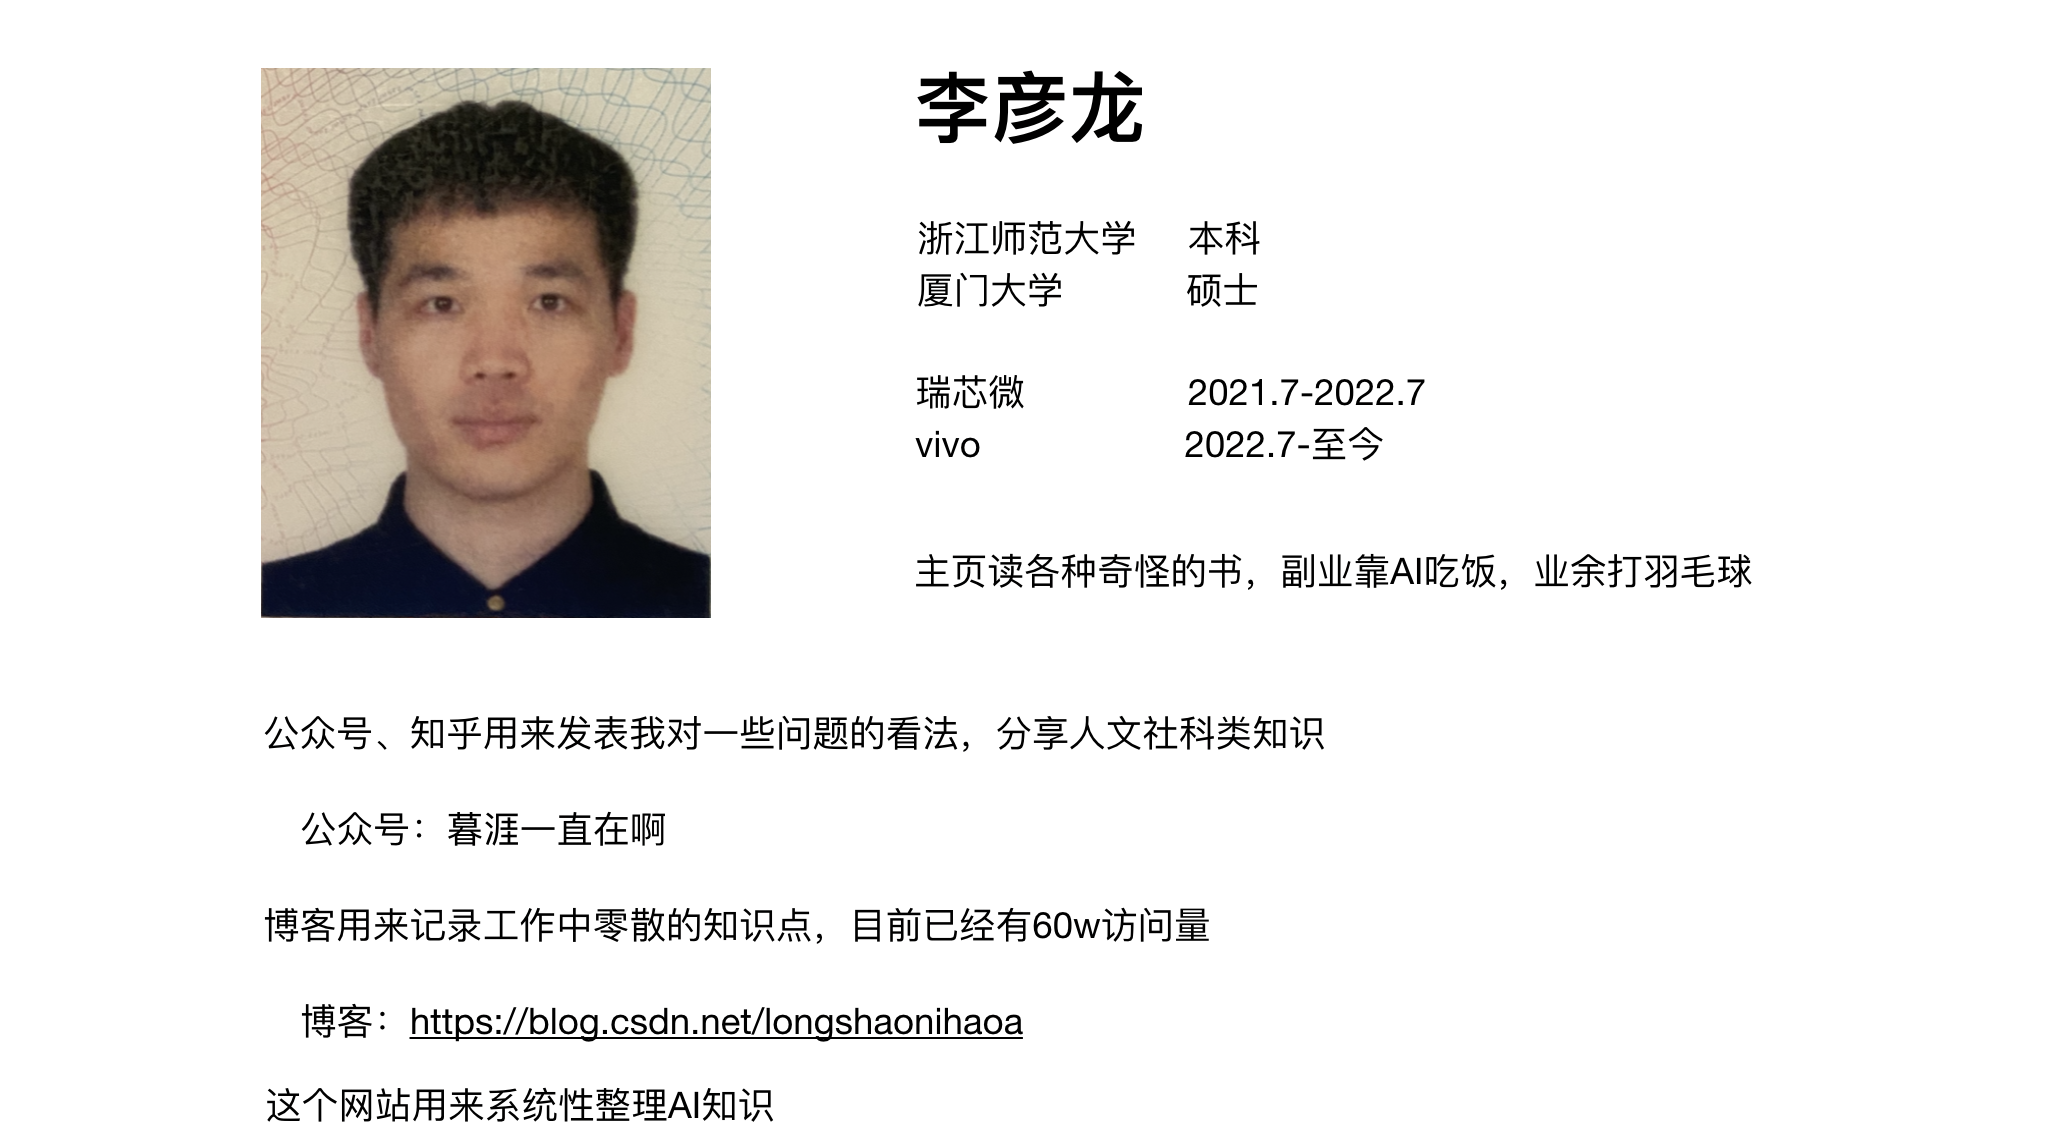 李彦龙
浙江师范大学 本科
厦门大学 硕士
瑞芯微 2021.7-2022.7
vivo 2022.7-至今
主页读各种奇怪的书，副业靠AI吃饭，业余打羽毛球
公众号、知乎用来发表我对一些问题的看法，分享人文社科类知识
公众号：暮涯一直在啊
博客用来记录工作中零散的知识点，目前已经有60w访问量
博客：https://blog.csdn.net/longshaonihaoa
这个网站用来系统性整理AI知识